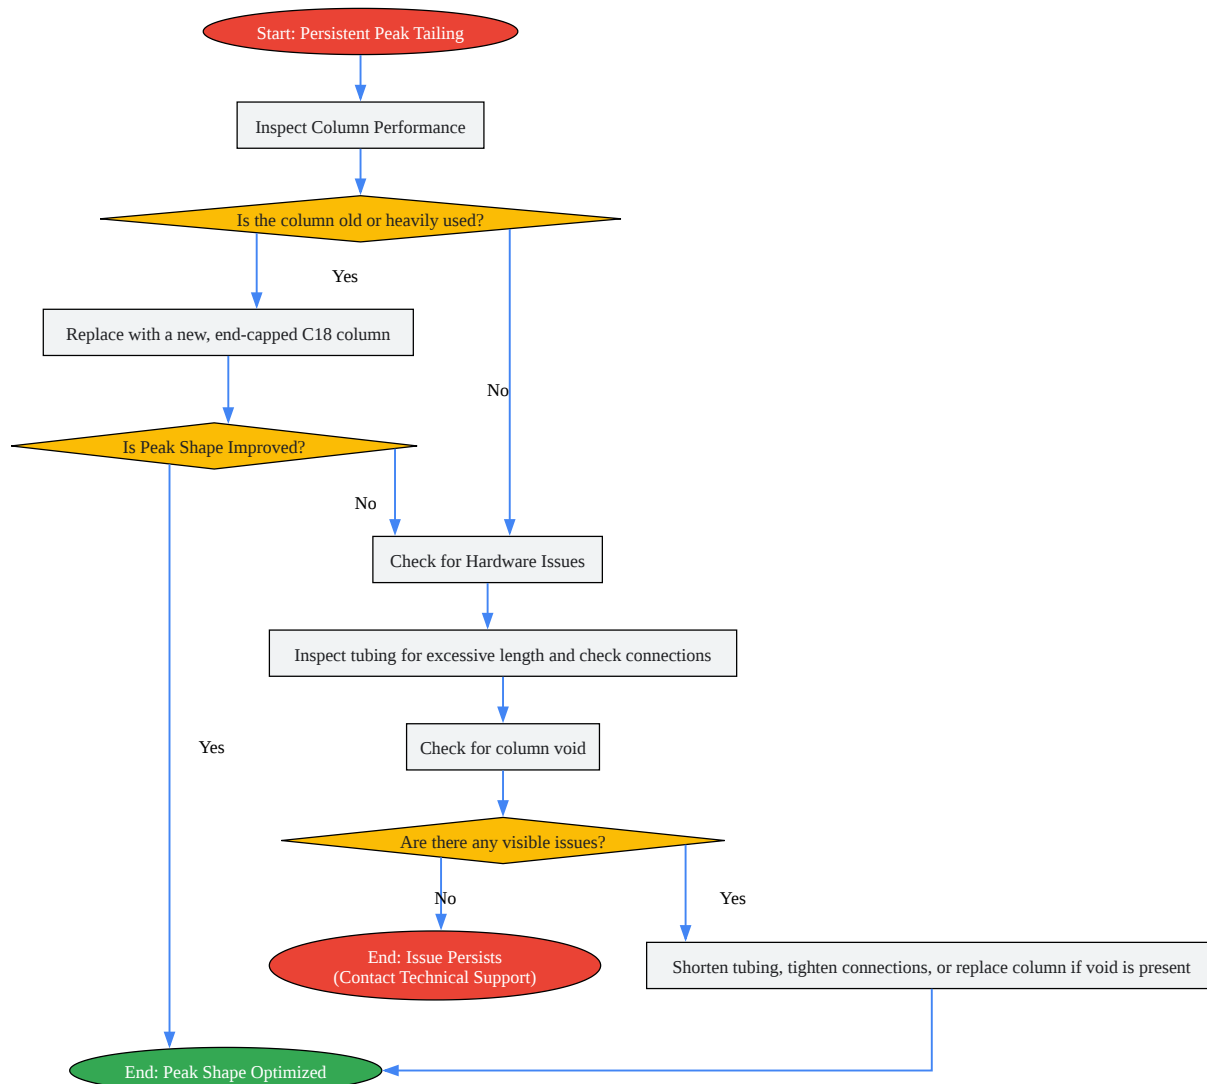 Start: Persistent Peak Tailing
Inspect Column Performance
Is the column old or heavily used?
Yes
Replace with a new, end-capped C18 column
No
Is Peak Shape Improved?
No
Check for Hardware Issues
Inspect tubing for excessive length and check connections
Yes
Check for column void
Are there any visible issues?
No
Yes
End: Issue Persists
(Contact Technical Support)
Shorten tubing, tighten connections, or replace column if void is present
End: Peak Shape Optimized